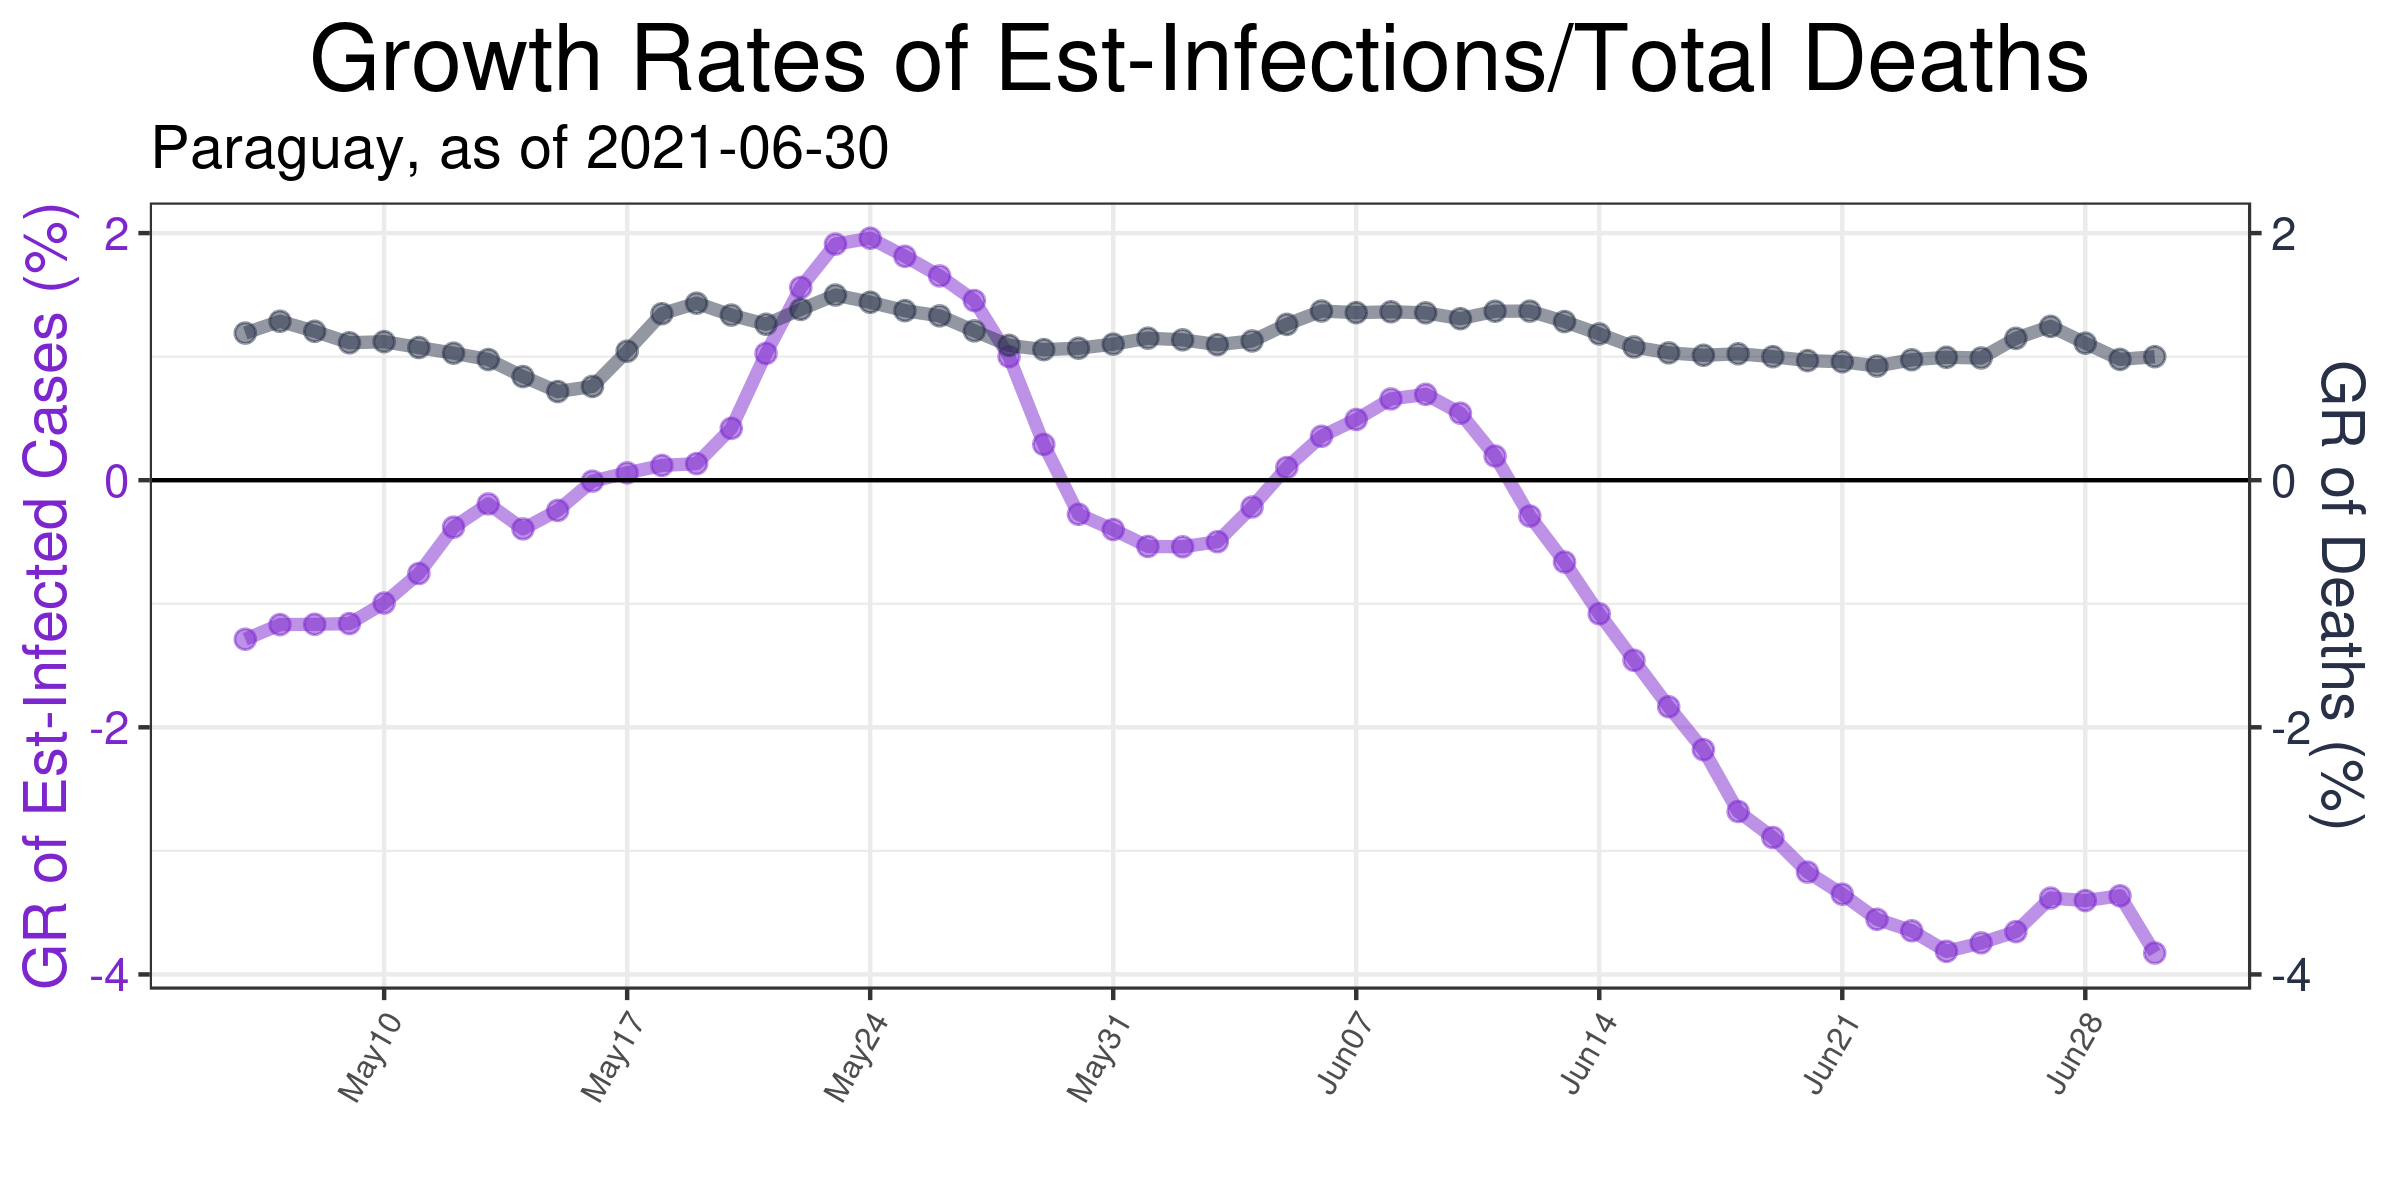 Growth Rates of Est-Infections/Total Deaths
Paraguay, as of 2021-06-30
GR of Est-Infected Cases (%)
2
0
-2
-4
2
0
-2
-4
GR of Deaths (%)
May10
May17
May24
May31
Jun07
Jun14
Jun21
Jun28